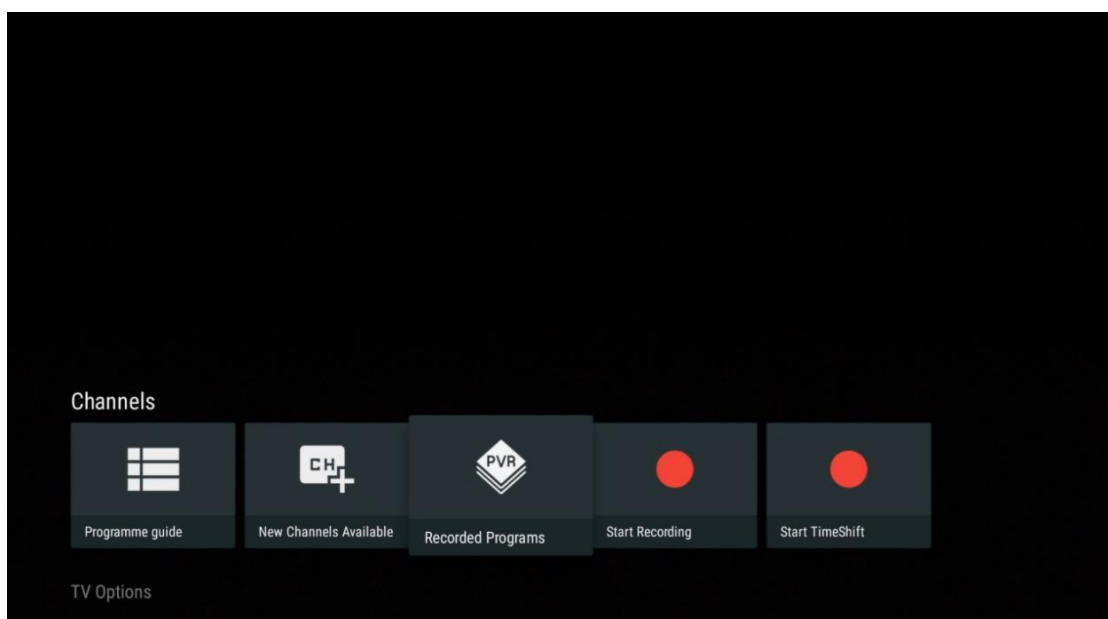 Channels
CH
PVR
Programme guide
New Channels Available
Recorded Programs
Start Recording
Start TimeShift
TV Options